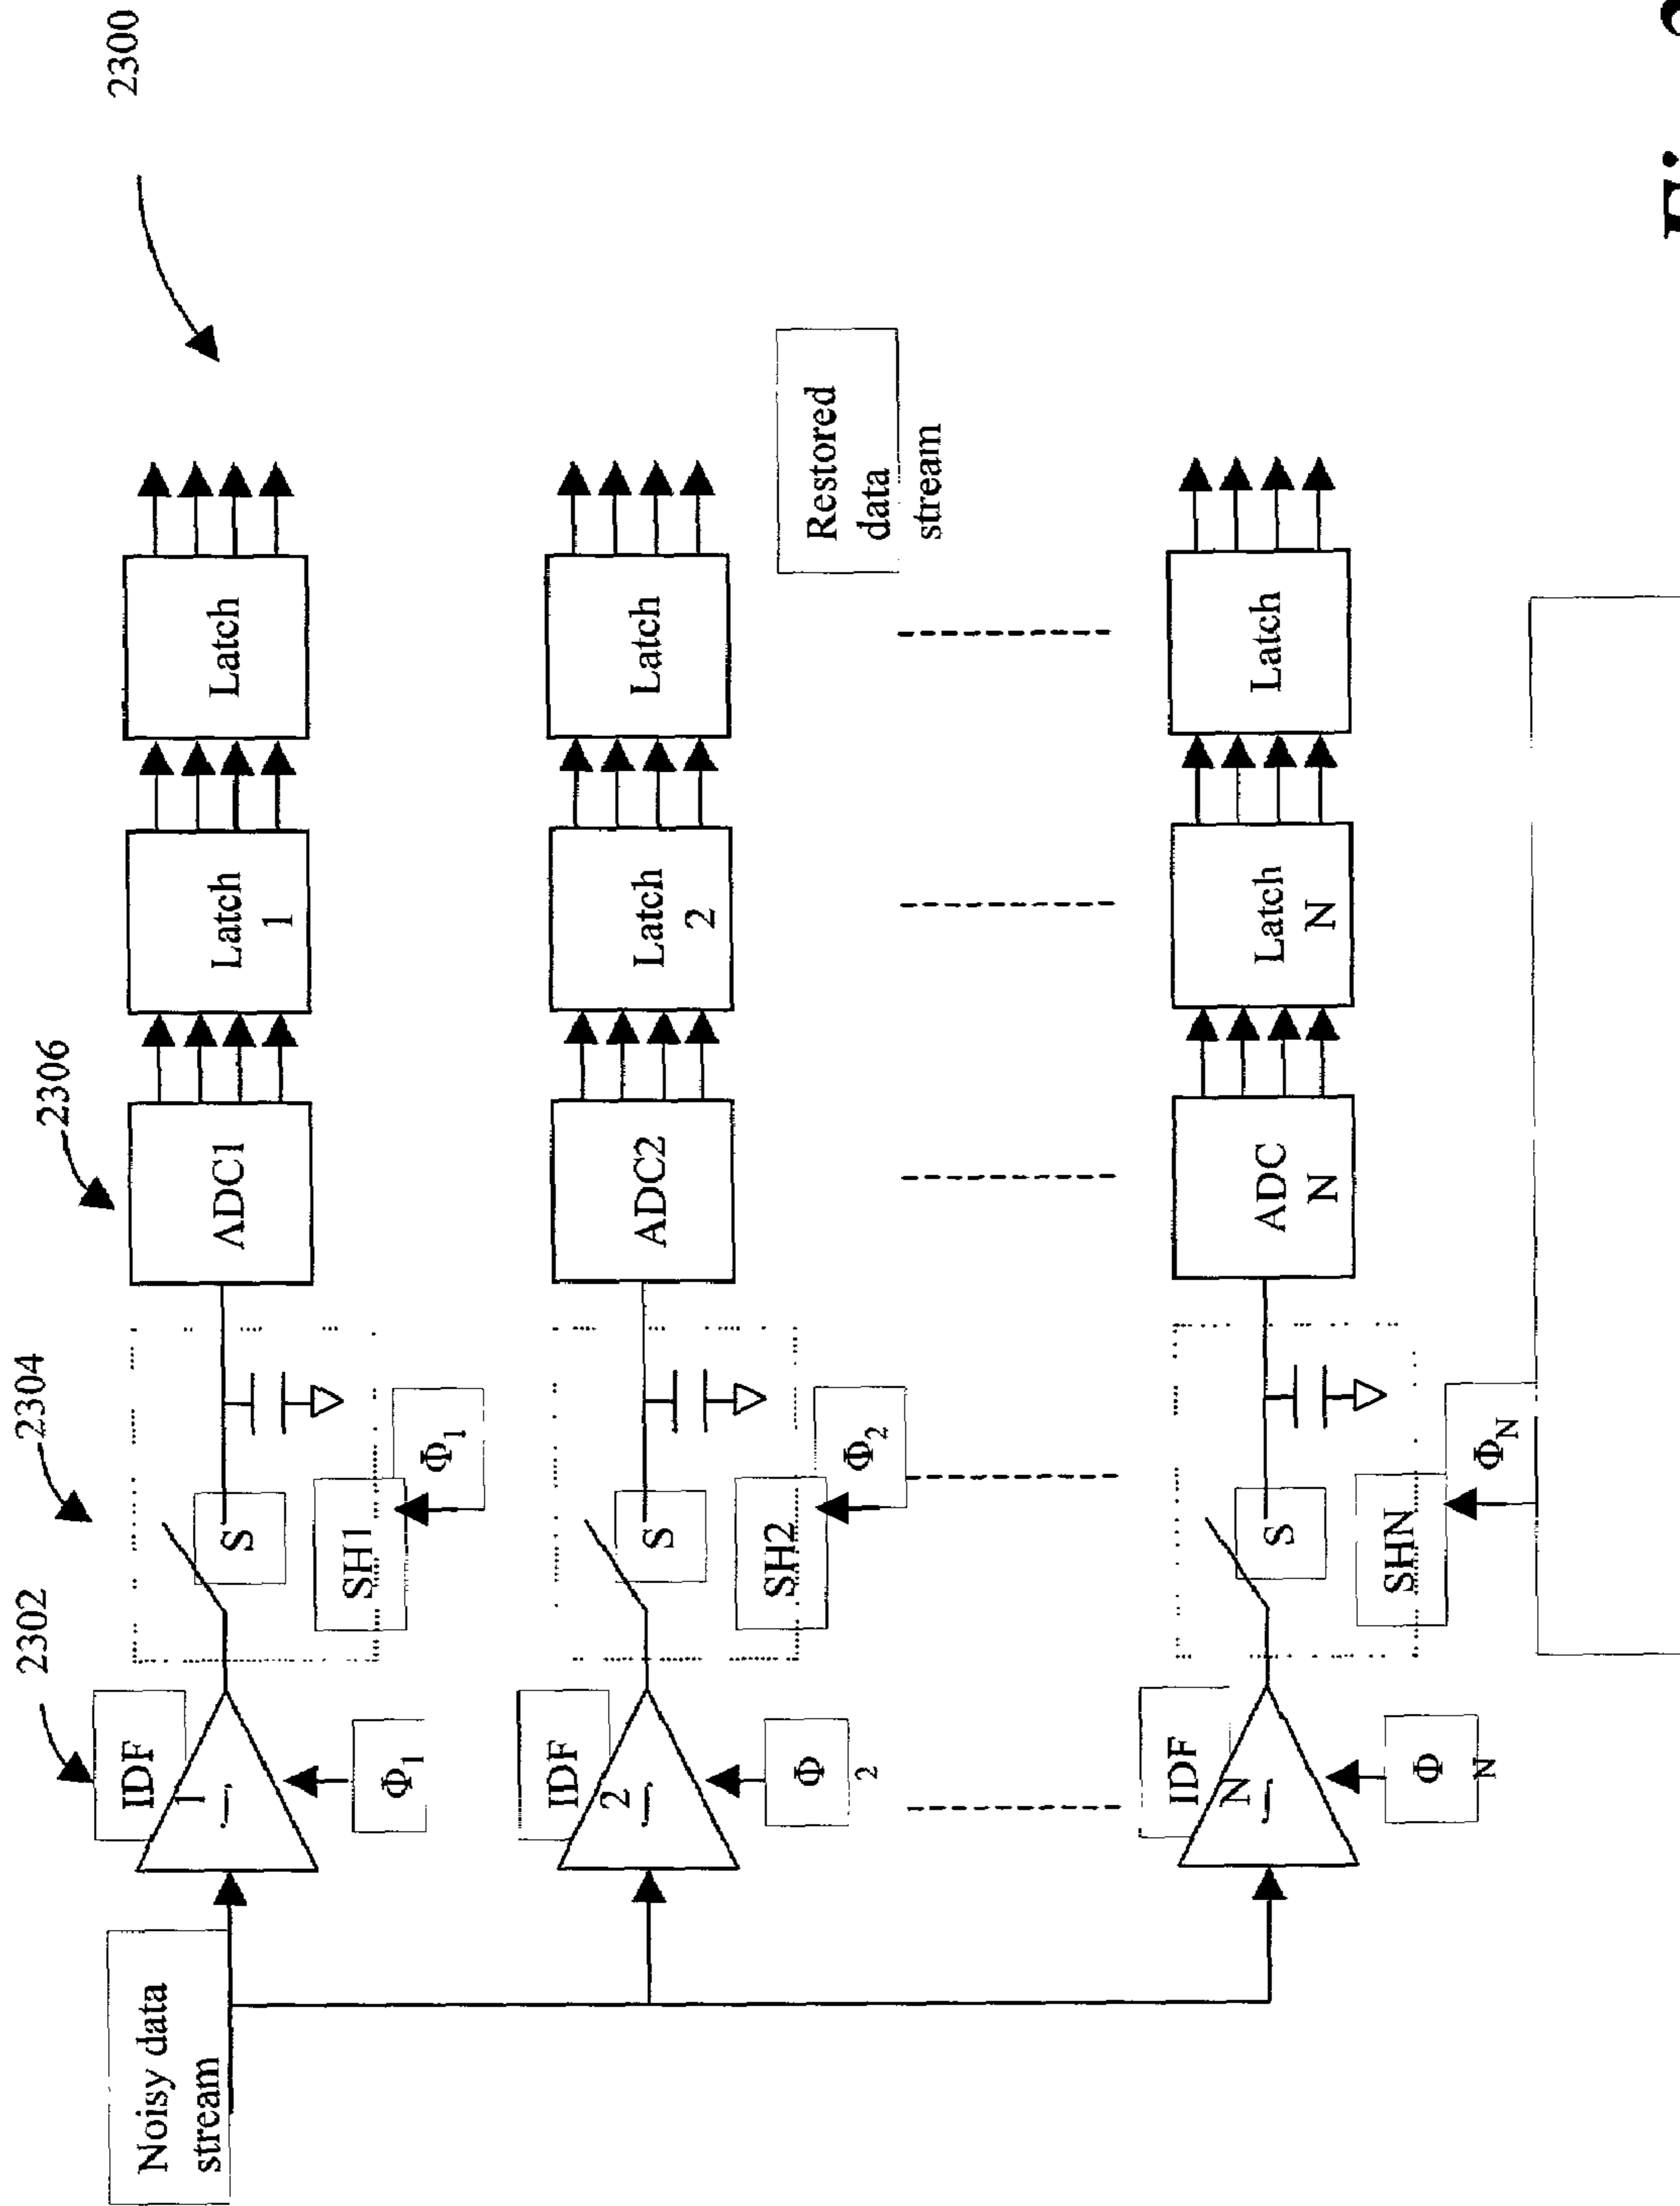 2302
2304
2306
2300
Noisy data
stream
IDF
1
∫
Φ1
S
SH1
Φ1
ADC1
Latch
1
Latch
IDF
2
∫
Φ
2
S
SH2
Φ2
ADC2
Latch
2
Latch
Restored
data
stream
IDF
N
∫
Φ
N
S
SHN
ΦN
ADC
N
Latch
N
Latch